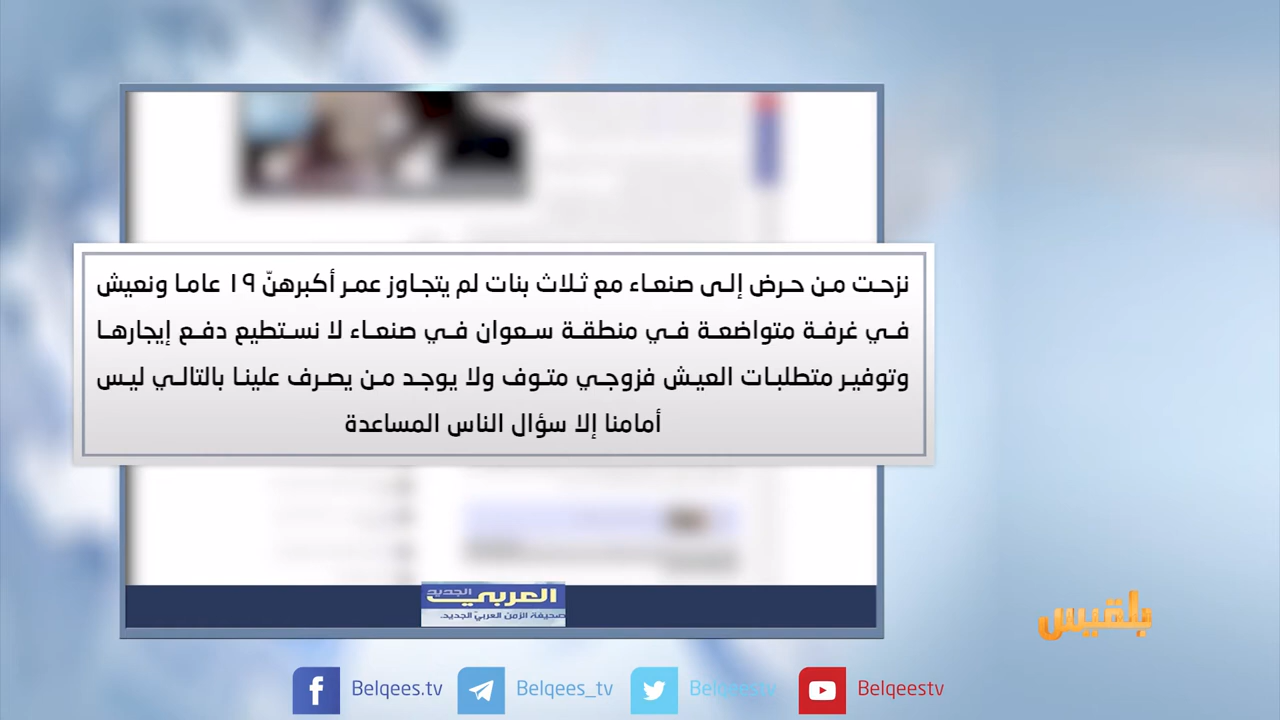 نزحت من حرض إلى صنعاء مع ثلاث بنات لم يتجاوز عمر أكبرهنّ ١٩ عاما ونعيش
في غرفة متواضعة في منطقة سعوان في صنعاء لا نستطيع دفع إيجارها
وتوفير متطلبات العيش فزوجي متوف ولا يوجد من يصرف علينا بالتالي ليس
أمامنا إلا سؤال الناس المساعدة
العربي الجديد
صحيفة الزمن العربيّ الجديد.
بلقيس
Belqees.tv
Belqees_tv
Belqeestv
Belqeestv